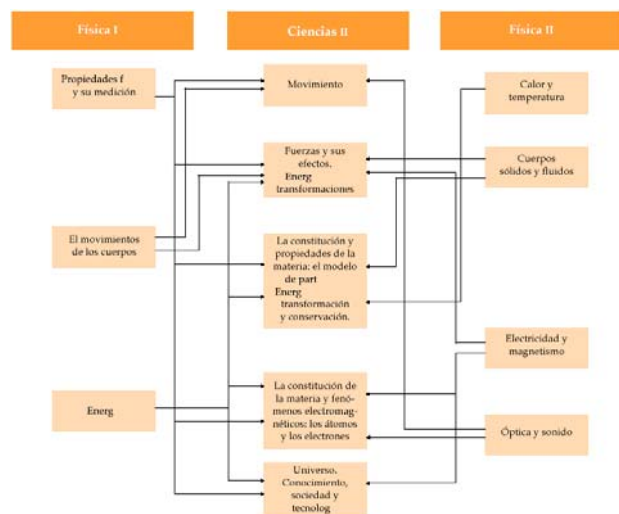 Física I
Ciencias II
Física II
Propiedades f
y su medición
El movimientos
de los cuerpos
Energ
Movimiento
Fuerzas y sus
efectos.
Energ
transformaciones
La constitución y
propiedades de la
materia: el modelo
de part
Energ
transformación
y conservación.
La constitución de
la materia y fenó-
menos electromag-
néticos: los átomos
y los electrones
Universo.
Conocimiento,
sociedad y
tecnolog
Calor y
temperatura
Cuerpos
sólidos y fluidos
Electricidad y
magnetismo
Óptica y sonido